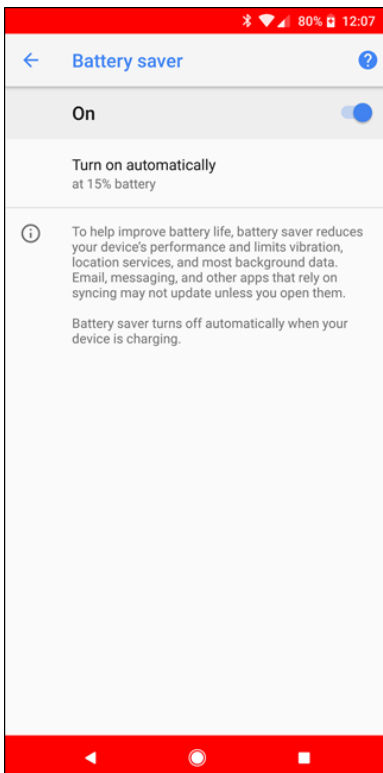 80% 12:07
Battery saver
On
Turn on automatically
at 15% battery
To help improve battery life, battery saver reduces
your device's performance and limits vibration,
location services, and most background data.
Email, messaging, and other apps that rely on
syncing may not update unless you open them.
Battery saver turns off automatically when your
device is charging.